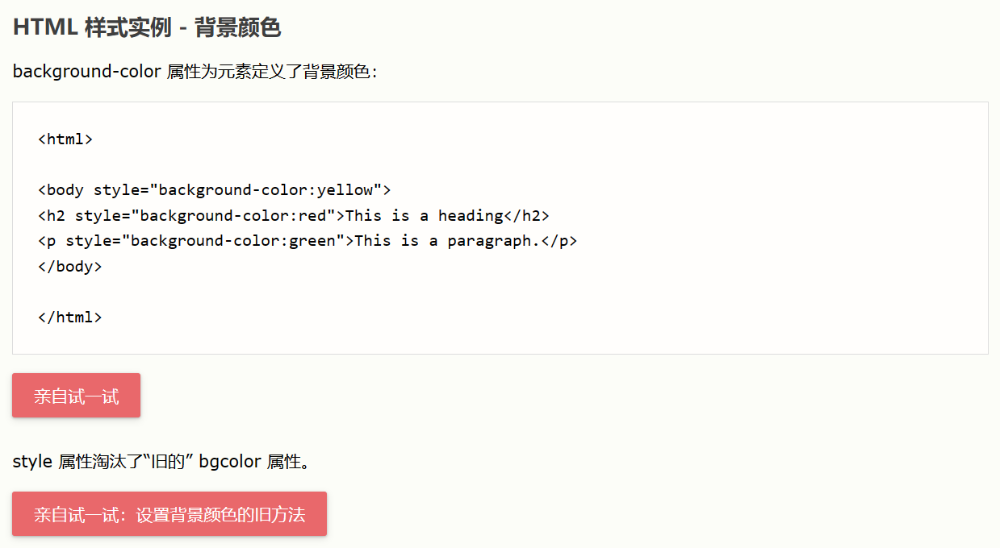 HTML 样式实例 - 背景颜色
background-color 属性为元素定义了背景颜色：
<html>
<body style="background-color:yellow">
<h2 style="background-color:red">This is a heading</h2>
<p style="background-color:green">This is a paragraph.</p>
</body>
</html>
亲自试一试
style 属性淘汰了“旧的” bgcolor 属性。
亲自试一试：设置背景颜色的旧方法